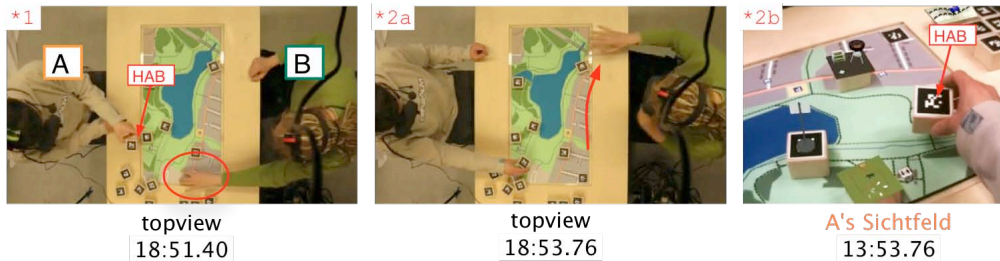 *1
A
HAB
B
topview
18:51.40
*2a
topview
18:53.76
*2b
HAB
A's Sichtfeld
13:53.76